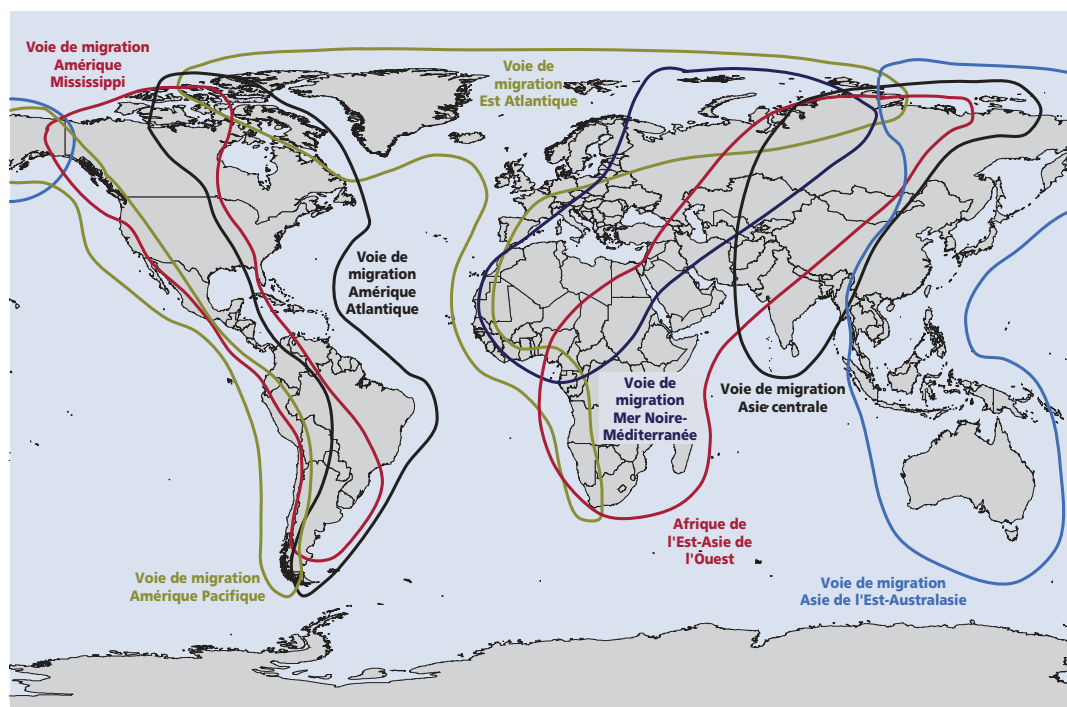 Voie de migration
Amérique
Mississippi
Voie de
migration
Est Atlantique
Voie de
migration
Amérique
Atlantique
Voie de
migration
Mer Noire-
Méditerranée
Voie de migration
Asie centrale
Afrique de
l'Est-Asie de
l'Ouest
Voie de migration
Amérique Pacifique
Voie de migration
Asie de l'Est-Australasie